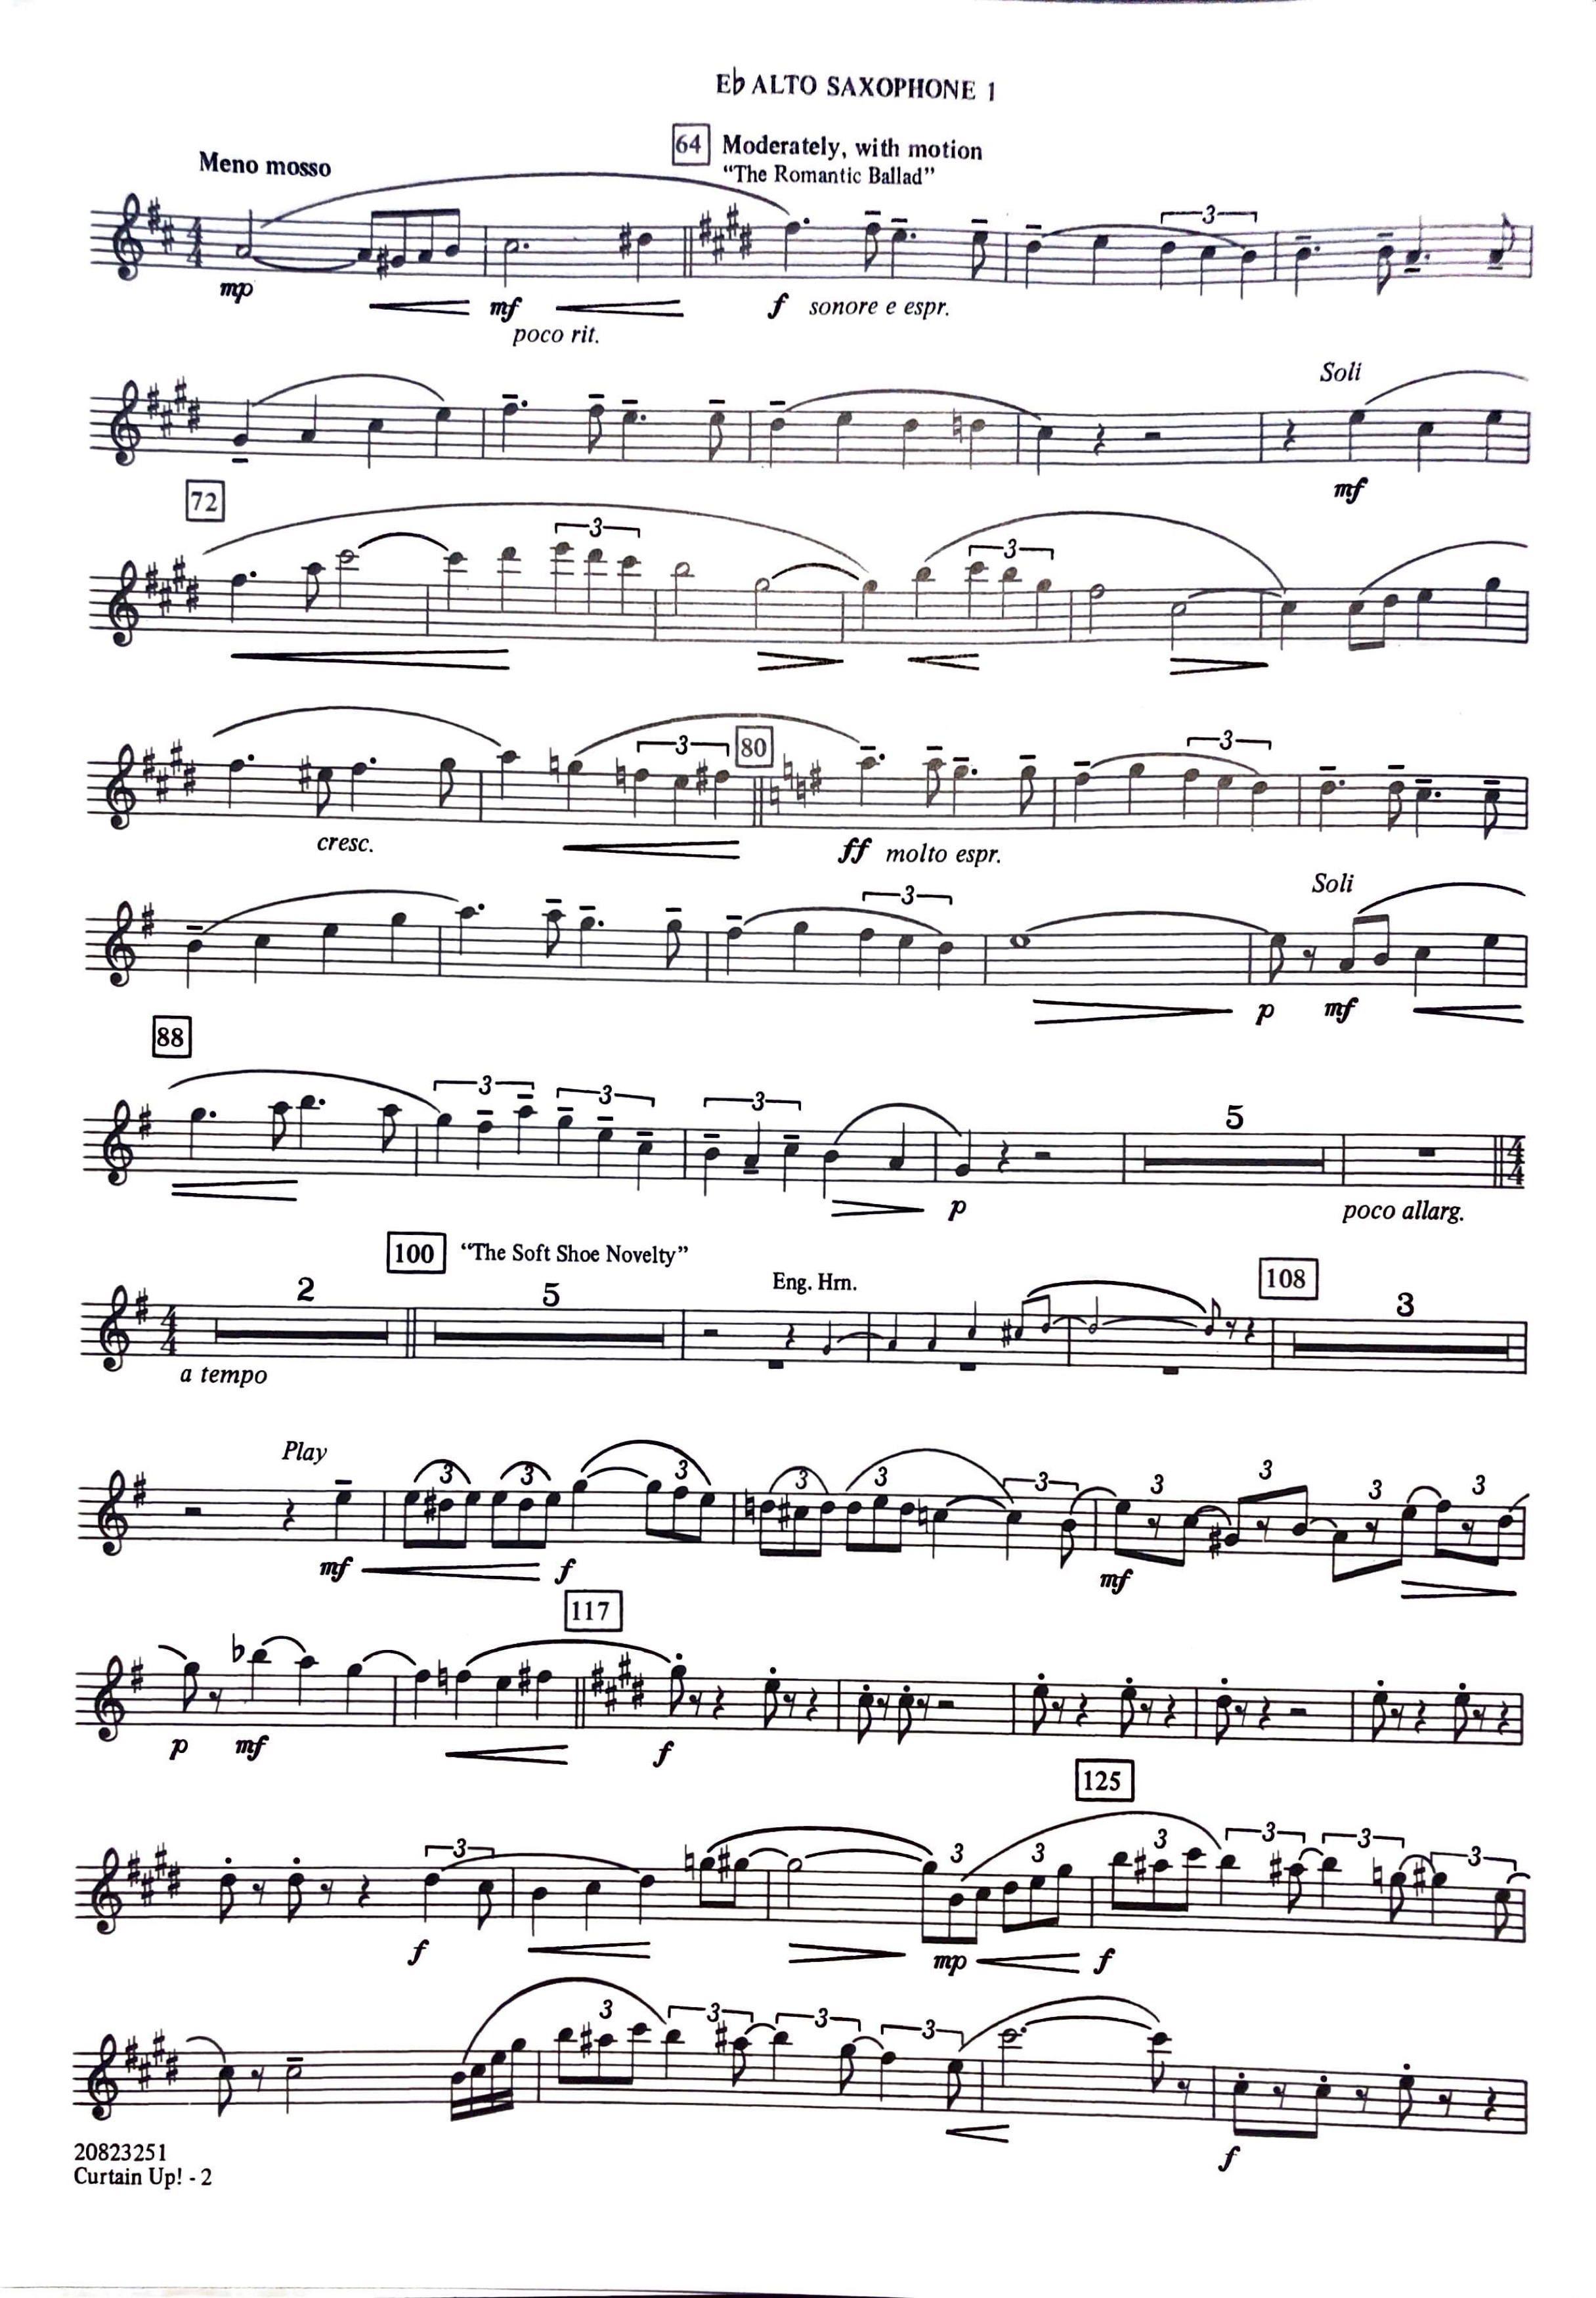 E♭ ALTO SAXOPHONE 1
Meno mosso
64 Moderately, with motion
"The Romantic Ballad"
3
mp
mf
f sonore e espr.
poco rit.
Soli
mf
72
3
3
80
3
3
cresc.
ff molto espr.
Soli
3
p
mf
88
3
3
3
5
p
poco allarg.
100 "The Soft Shoe Novelty"
2
5
Eng. Hrn.
108
3
a tempo
Play
3 3 3 3 3 3 3 3 3 3
mf
f
mf
117
p
mf
f
125
3
3 3 3 3 3 3
f
mp
f
3 3 3 3
f
20823251
Curtain Up! - 2